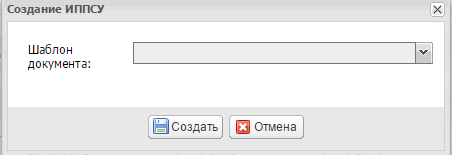 Создание ИППСУ
Шаблон
документа:
Создать
Отмена